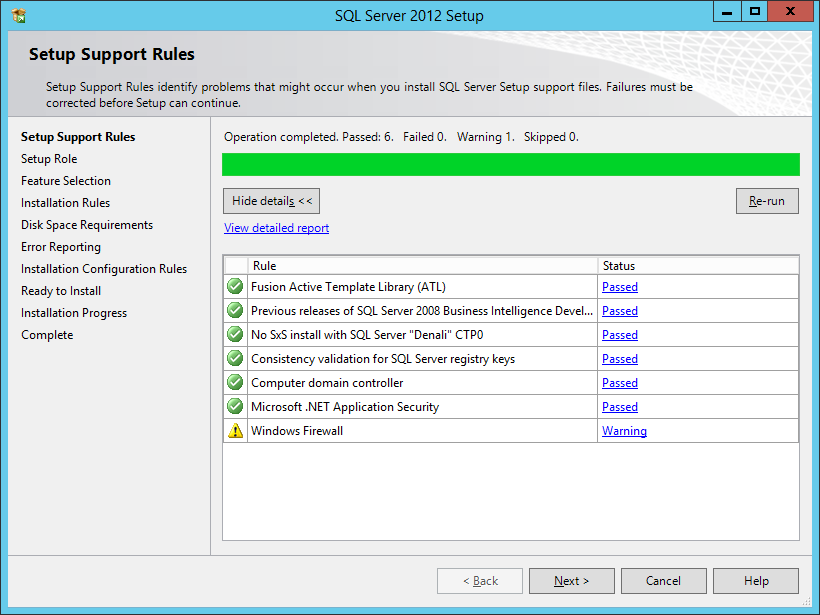 SQL Server 2012 Setup
Setup Support Rules
Setup Support Rules identify problems that might occur when you install SQL Server Setup support files. Failures must be
corrected before Setup can continue.
Setup Support Rules
Setup Role
Feature Selection
Installation Rules
Disk Space Requirements
Error Reporting
Installation Configuration Rules
Ready to Install
Installation Progress
Complete
Operation completed. Passed: 6.   Failed 0.   Warning 1.   Skipped 0.
Hide details <<
Re-run
View detailed report
Rule Status
Fusion Active Template Library (ATL) Passed
Previous releases of SQL Server 2008 Business Intelligence Devel... Passed
No SxS install with SQL Server "Denali" CTP0 Passed
Consistency validation for SQL Server registry keys Passed
Computer domain controller Passed
Microsoft .NET Application Security Passed
Windows Firewall Warning
< Back Next > Cancel Help